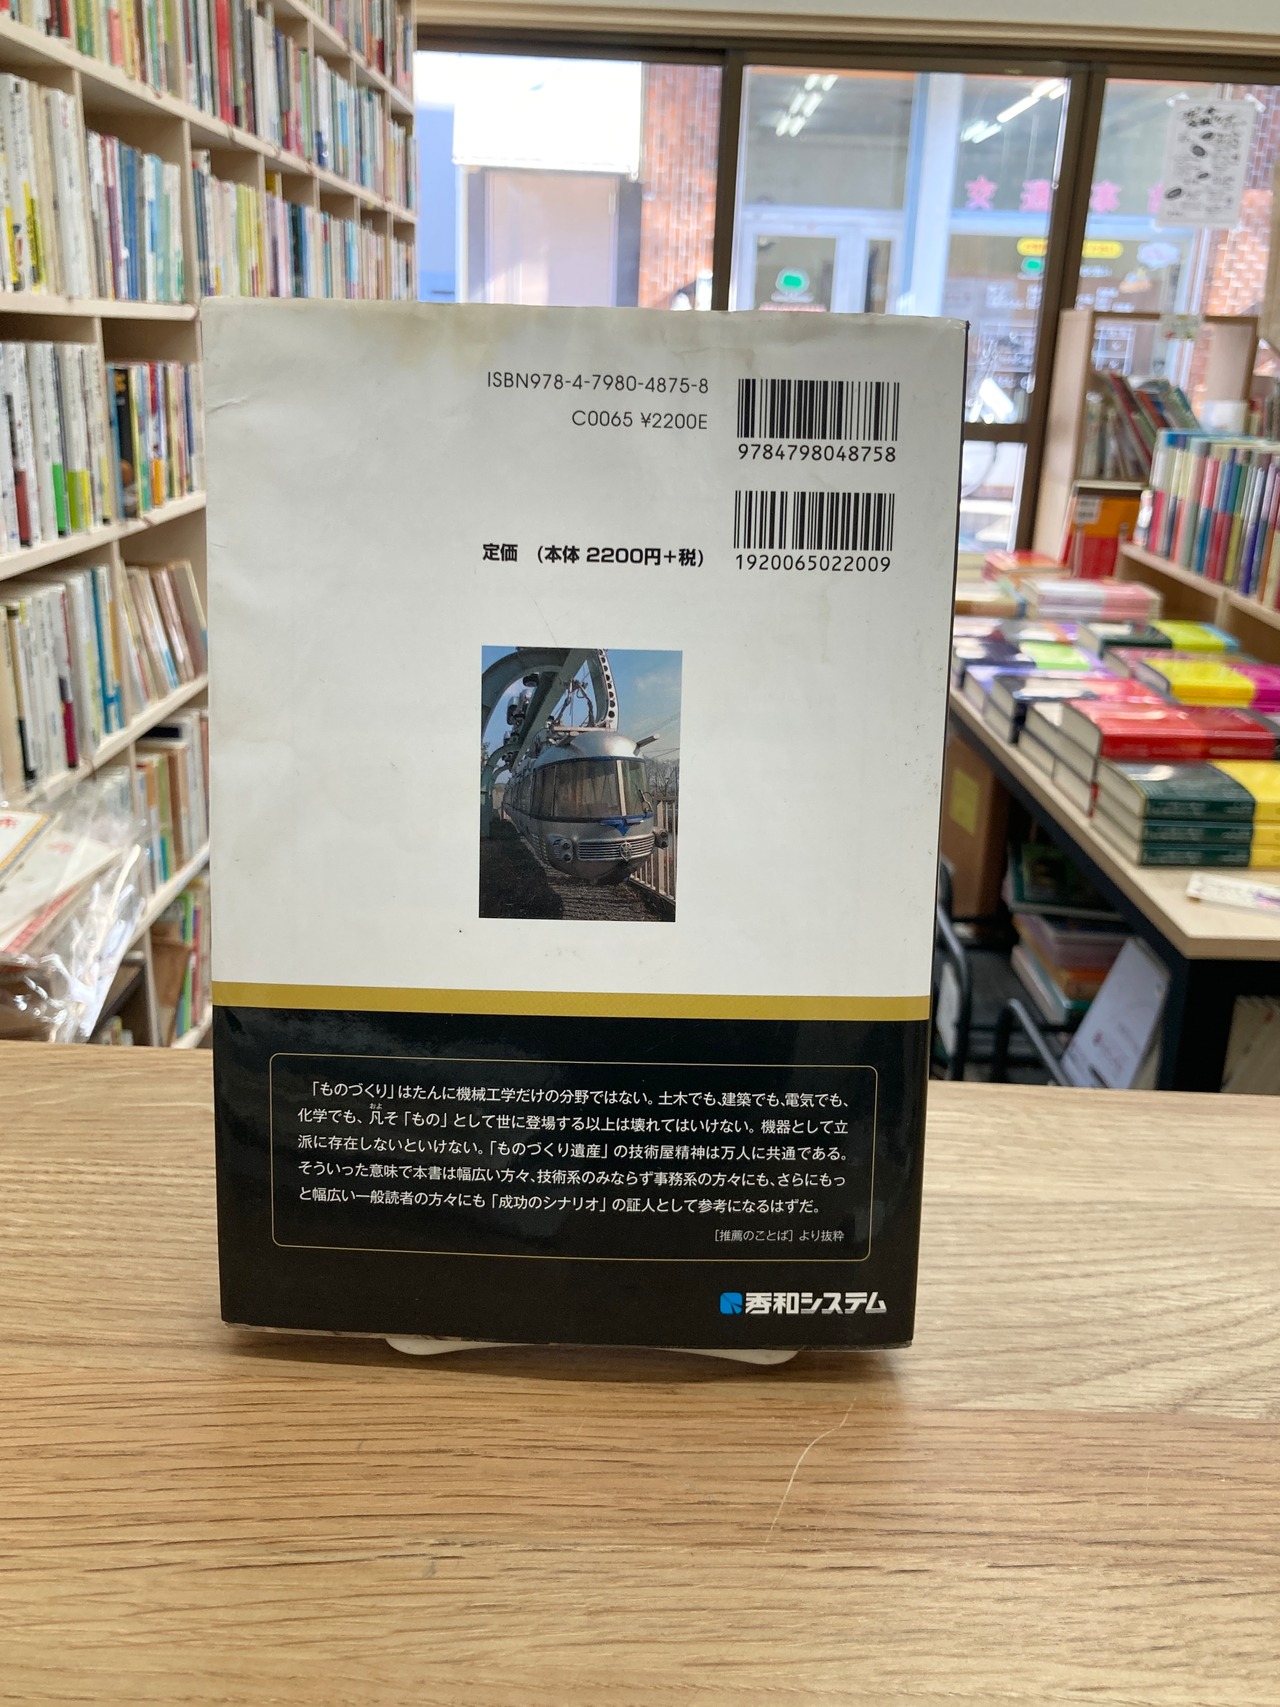 ISBN978-4-7980-4875-8
C0065 ¥2200E
9784798048758
定価 （本体 2200円＋税）
1920065022009
「ものづくり」はたんに機械工学だけの分野ではない。土木でも、建築でも、電気でも、
およ
化学でも、凡そ「もの」として世に登場する以上は壊れてはいけない。機器として立
派に存在しないといけない。「ものづくり遺産」の技術屋精神は万人に共通である。
そういった意味で本書は幅広い方々、技術系のみならず事務系の方々にも、さらにもっ
と幅広い一般読者の方々にも「成功のシナリオ」の証人として参考になるはずだ。
［推薦のことば］より抜粋
秀和システム